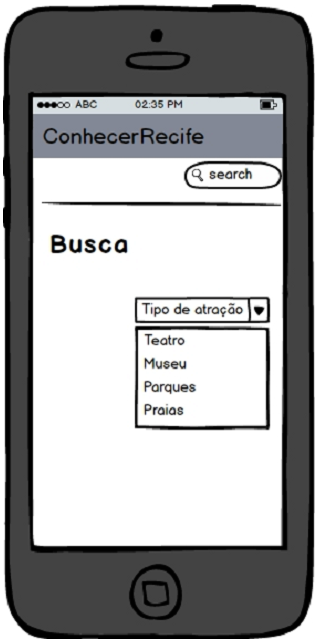 ABC 02:35 PM
ConhecerRecife
search
Busca
Tipo de atração
Teatro
Museu
Parques
Praias